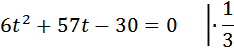 6t² + 57t − 30 = 0 |· 1/3